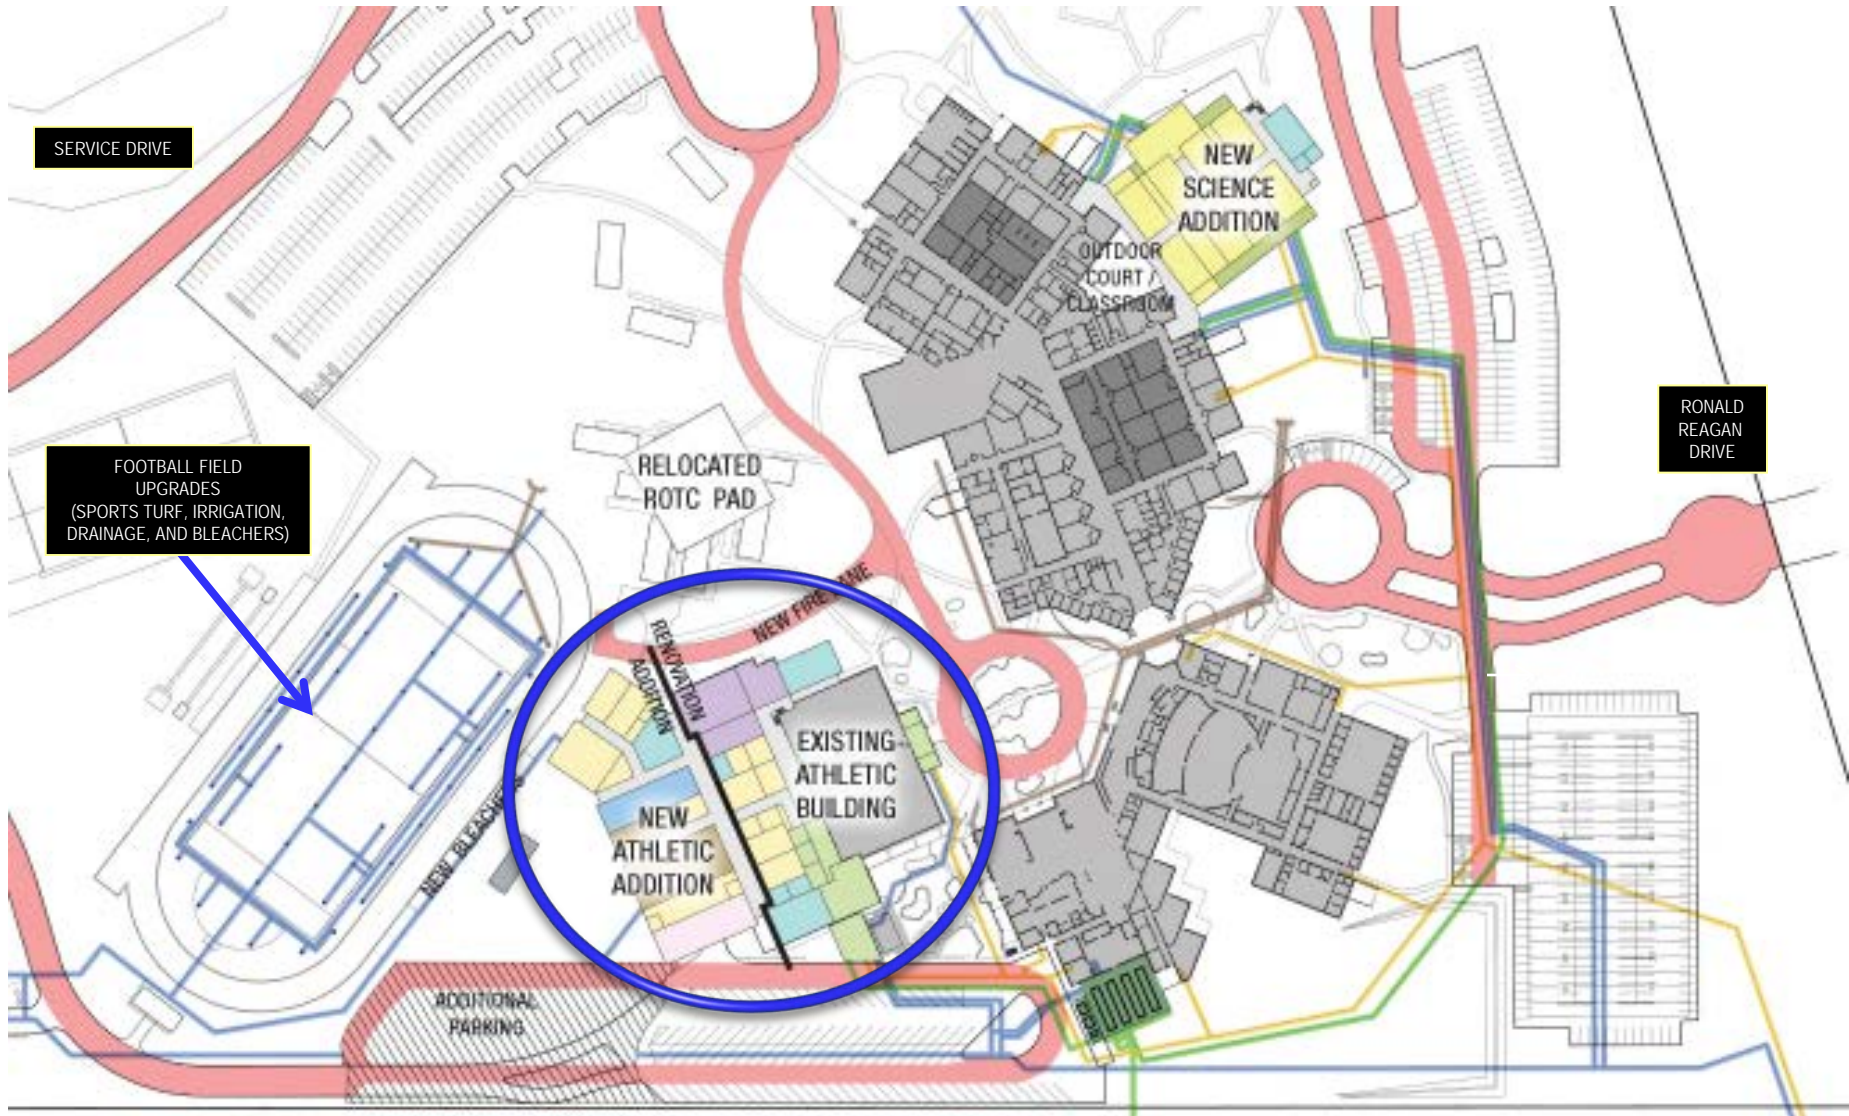 SERVICE DRIVE
NEW
SCIENCE
ADDITION
OUTDOOR
COURT /
CLASSROOM
RONALD
REAGAN
DRIVE
FOOTBALL FIELD
UPGRADES
(SPORTS TURF, IRRIGATION,
DRAINAGE, AND BLEACHERS)
RELOCATED
ROTC PAD
NEW FIRE LANE
RENOVATION
ADDITION
EXISTING
ATHLETIC
BUILDING
NEW
ATHLETIC
ADDITION
NEW BLEACHERS
ADDITIONAL
PARKING